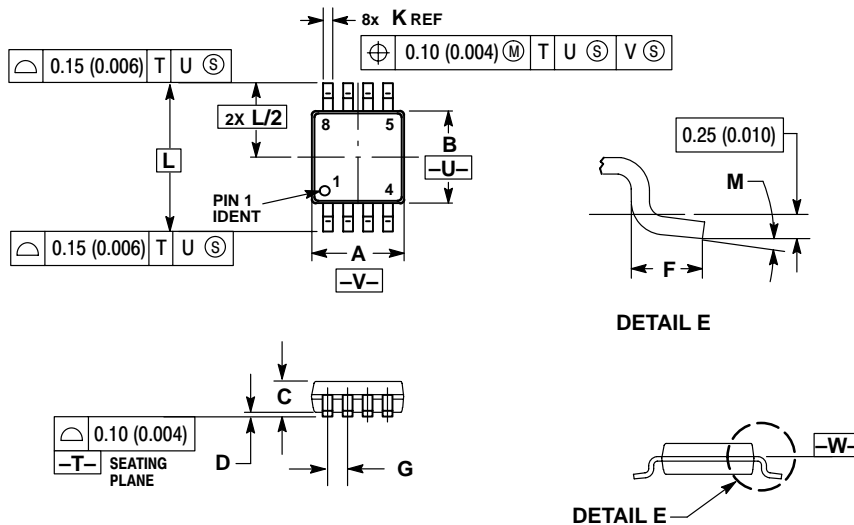 8x K REF
⌓ 0.15 (0.006) T U Ⓢ
⌖ 0.10 (0.004) Ⓜ T U Ⓢ V Ⓢ
2X L/2
8 5
B
–U–
L
PIN 1
IDENT
1
4
⌓ 0.15 (0.006) T U Ⓢ
A
–V–
0.25 (0.010)
M
F
DETAIL E
C
⌓ 0.10 (0.004)
–T– SEATING
PLANE
D
G
–W–
DETAIL E